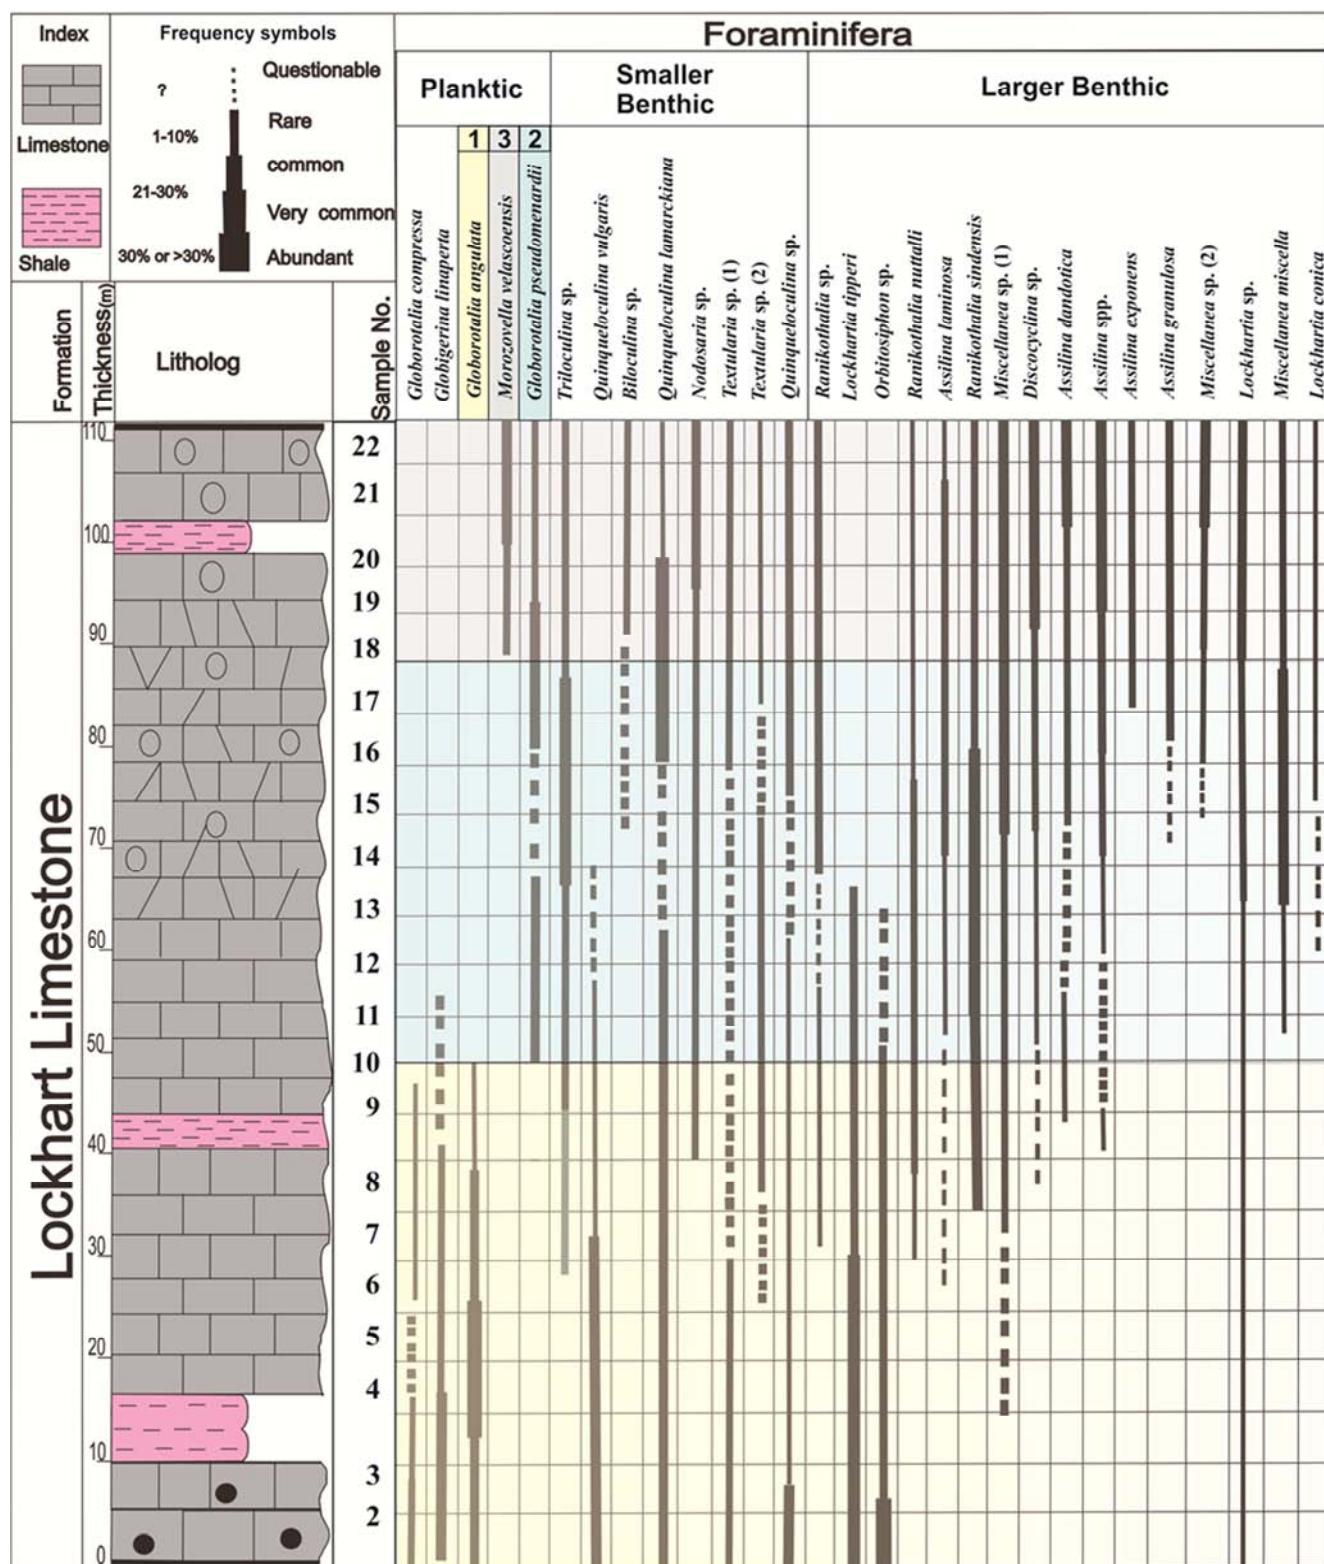 Index
Frequency symbols
Foraminifera
Questionable
?
Rare
1-10%
common
21-30%
Very common
30% or >30%
Abundant
Limestone
Shale
Planktic
Smaller
Benthic
Larger Benthic
1 3 2
Formation
Thickness(m)
Litholog
Sample No.
Globorotalia compressa
Globigerina linaperta
Globorotalia angulata
Morozovella velascoensis
Globorotalia pseudomenardii
Triloculina sp.
Quinqueloculina vulgaris
Biloculina sp.
Quinqueloculina lamarckiana
Nodosaria sp.
Textularia sp. (1)
Textularia sp. (2)
Quinqueloculina sp.
Ranikothalia sp.
Lockhartia tipperi
Orbitosiphon sp.
Ranikothalia nuttalli
Assilina laminosa
Ranikothalia sindensis
Miscellanea sp. (1)
Discocyclina sp.
Assilina dandotica
Assilina spp.
Assilina exponens
Assilina granulosa
Miscellanea sp. (2)
Lockhartia sp.
Miscellanea miscella
Lockhartia conica
Lockhart Limestone
110
100
90
80
70
60
50
40
30
20
10
0
22
21
20
19
18
17
16
15
14
13
12
11
10
9
8
7
6
5
4
3
2